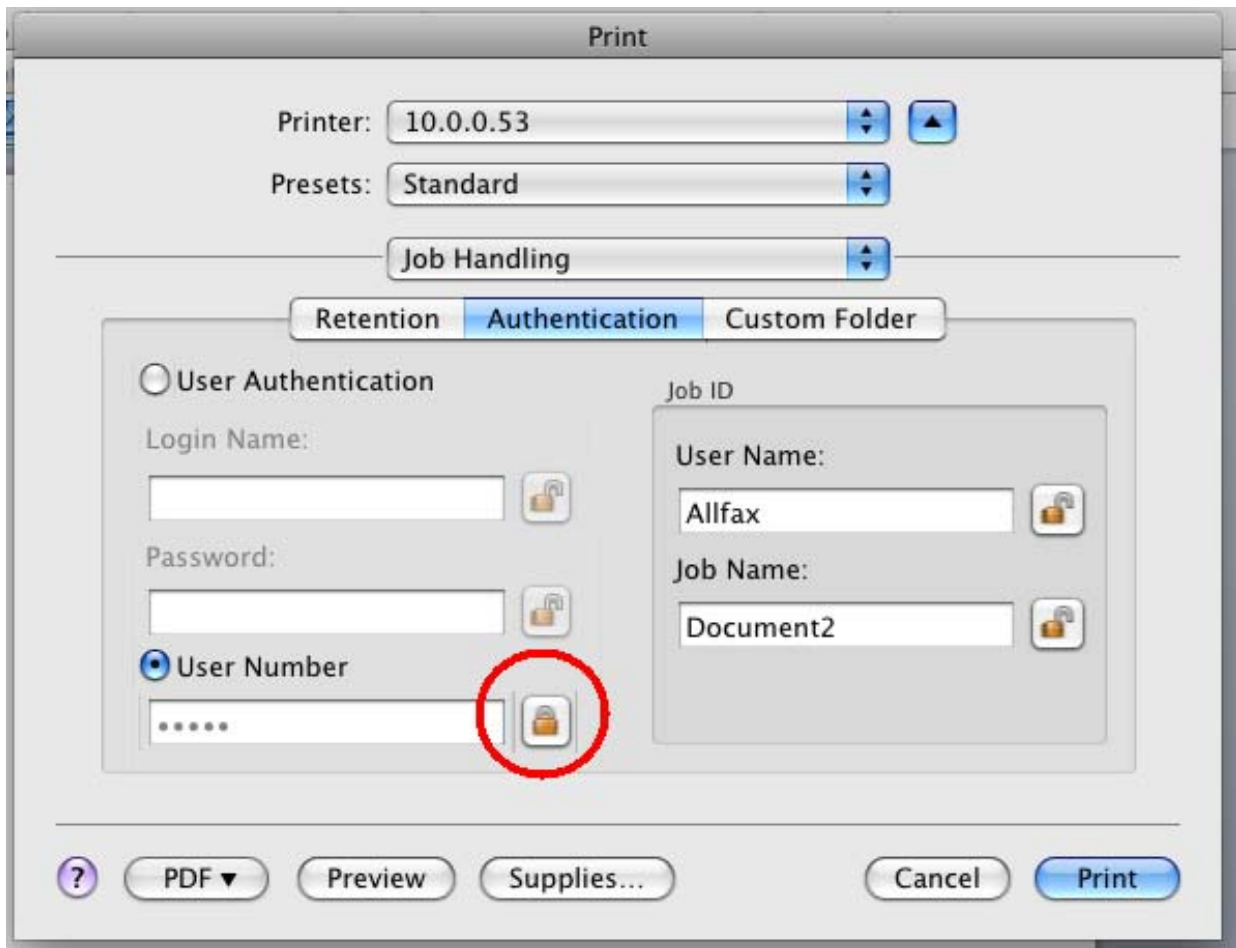 Print
Printer: 10.0.0.53
Presets: Standard
Job Handling
Retention Authentication Custom Folder
User Authentication
Login Name:
Password:
User Number
•••••
Job ID
User Name:
Allfax
Job Name:
Document2
? PDF▼ Preview Supplies... Cancel Print